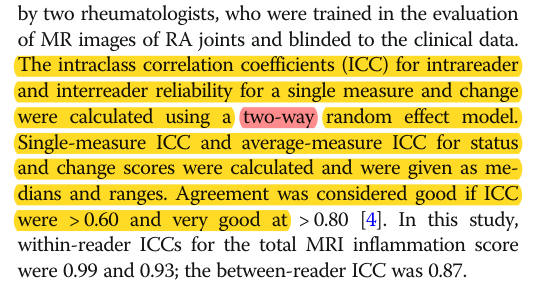 by two rheumatologists, who were trained in the evaluation
of MR images of RA joints and blinded to the clinical data.
The intraclass correlation coefficients (ICC) for intrareader
and interreader reliability for a single measure and change
were calculated using a two-way random effect model.
Single-measure ICC and average-measure ICC for status
and change scores were calculated and were given as me-
dians and ranges. Agreement was considered good if ICC
were > 0.60 and very good at > 0.80 [4]. In this study,
within-reader ICCs for the total MRI inflammation score
were 0.99 and 0.93; the between-reader ICC was 0.87.